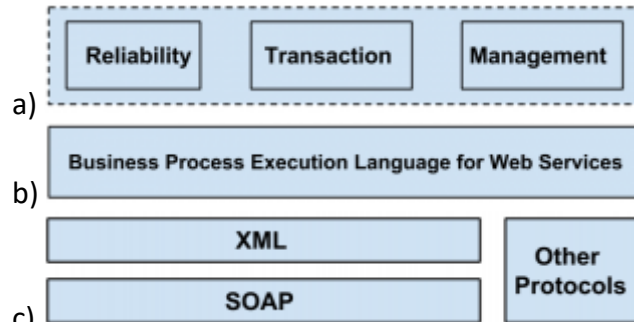 Reliability Transaction Management
a)
Business Process Execution Language for Web Services
b)
XML
Other
Protocols
SOAP
c)